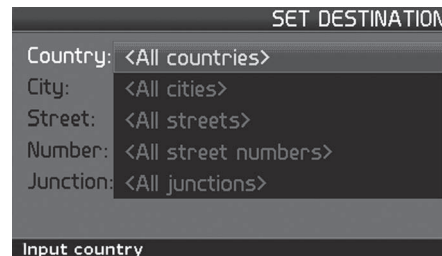 SET DESTINATION
Country: <All countries>
City: <All cities>
Street: <All streets>
Number: <All street numbers>
Junction: <All junctions>
Input country